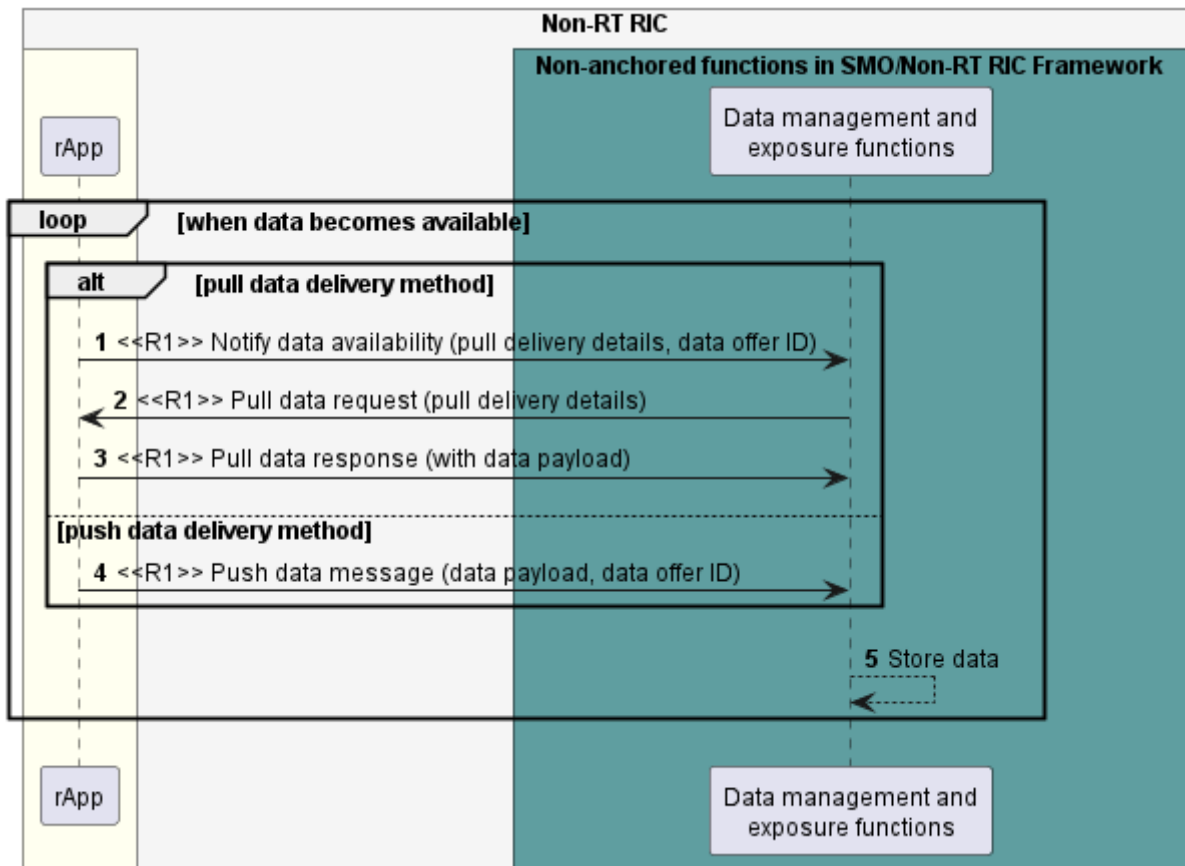 Non-RT RIC
Non-anchored functions in SMO/Non-RT RIC Framework
rApp
Data management and
exposure functions
loop [when data becomes available]
alt [pull data delivery method]
1 <<R1>> Notify data availability (pull delivery details, data offer ID)
2 <<R1>> Pull data request (pull delivery details)
3 <<R1>> Pull data response (with data payload)
[push data delivery method]
4 <<R1>> Push data message (data payload, data offer ID)
5 Store data
rApp
Data management and
exposure functions